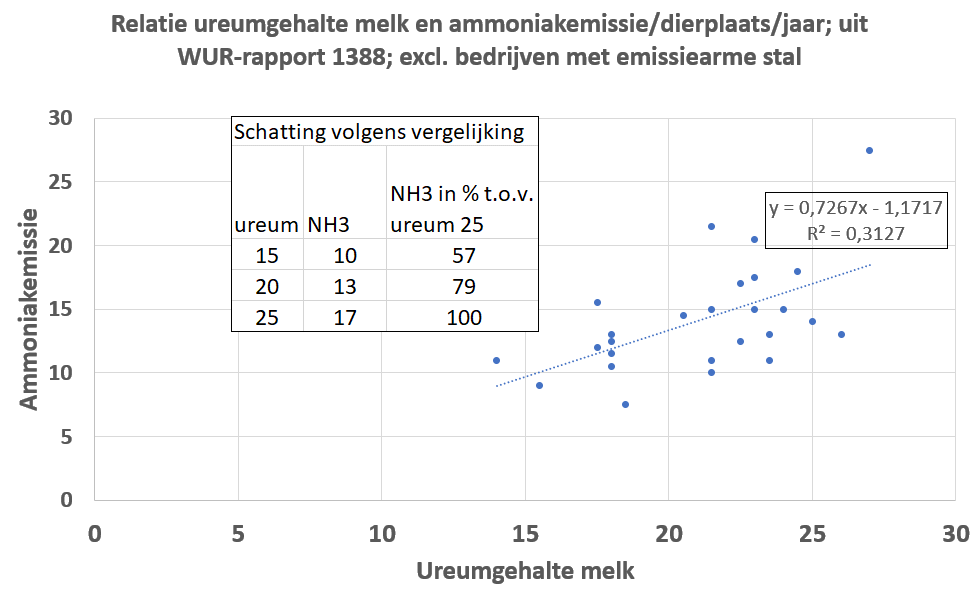 Relatie ureumgehalte melk en ammoniakemissie/dierplaats/jaar; uit
WUR-rapport 1388; excl. bedrijven met emissiearme stal
Ammoniakemissie
30
25
20
15
10
5
0
Schatting volgens vergelijking
NH3 in % t.o.v.
ureum NH3 ureum 25
15 10 57
20 13 79
25 17 100
y = 0,7267x - 1,1717
R² = 0,3127
0 5 10 15 20 25 30
Ureumgehalte melk